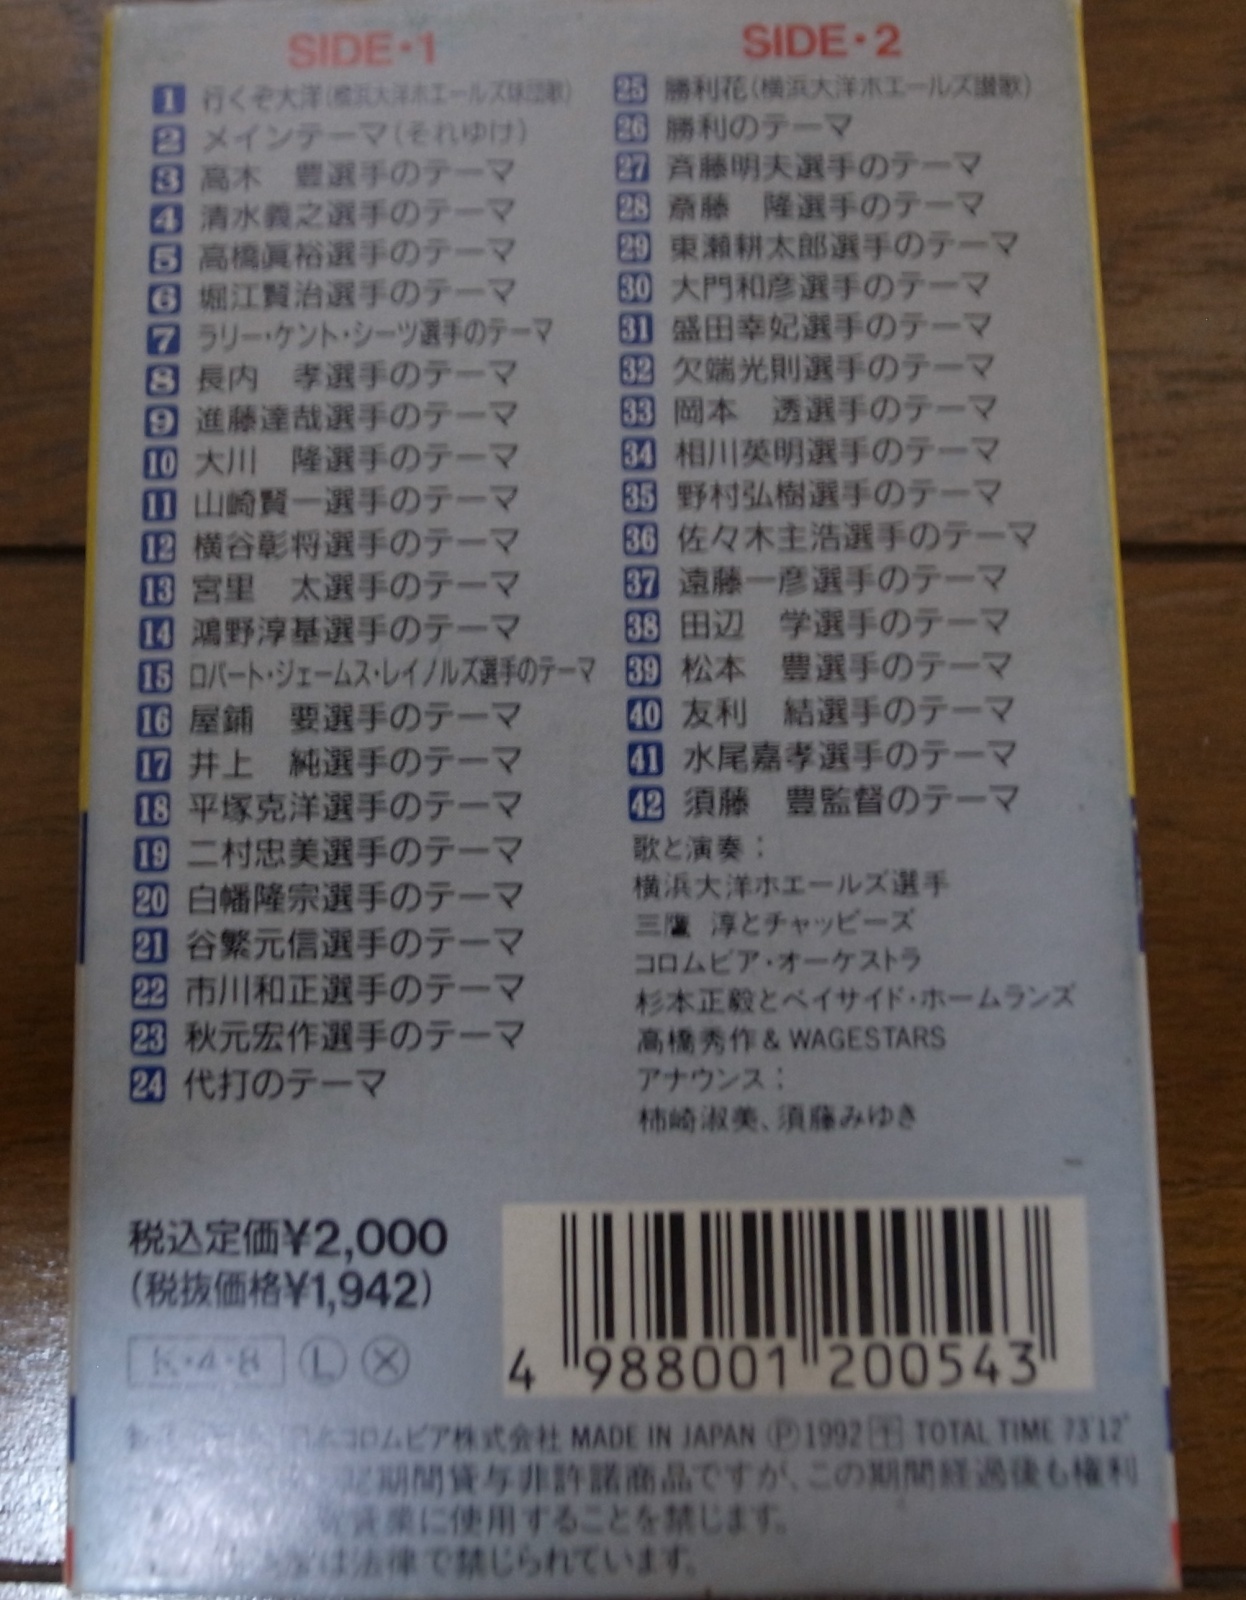 SIDE・1
1 行くぞ大洋(横浜大洋ホエールズ球団歌)
2 メインテーマ(それゆけ)
3 高木　豊選手のテーマ
4 清水義之選手のテーマ
5 高橋眞裕選手のテーマ
6 堀江賢治選手のテーマ
7 ラリー・ケント・シーツ選手のテーマ
8 長内　孝選手のテーマ
9 進藤達哉選手のテーマ
10 大川　隆選手のテーマ
11 山崎賢一選手のテーマ
12 横谷彰将選手のテーマ
13 宮里　太選手のテーマ
14 鴻野淳基選手のテーマ
15 ロバート・ジェームス・レイノルズ選手のテーマ
16 屋鋪　要選手のテーマ
17 井上　純選手のテーマ
18 平塚克洋選手のテーマ
19 二村忠美選手のテーマ
20 白幡隆宗選手のテーマ
21 谷繁元信選手のテーマ
22 市川和正選手のテーマ
23 秋元宏作選手のテーマ
24 代打のテーマ
SIDE・2
25 勝利花(横浜大洋ホエールズ讃歌)
26 勝利のテーマ
27 斉藤明夫選手のテーマ
28 斎藤　隆選手のテーマ
29 東瀬耕太郎選手のテーマ
30 大門和彦選手のテーマ
31 盛田幸妃選手のテーマ
32 欠端光則選手のテーマ
33 岡本　透選手のテーマ
34 相川英明選手のテーマ
35 野村弘樹選手のテーマ
36 佐々木主浩選手のテーマ
37 遠藤一彦選手のテーマ
38 田辺　学選手のテーマ
39 松本　豊選手のテーマ
40 友利　結選手のテーマ
41 水尾嘉孝選手のテーマ
42 須藤　豊監督のテーマ
歌と演奏：
横浜大洋ホエールズ選手
三鷹 淳とチャッピーズ
コロムビア・オーケストラ
杉本正毅とベイサイド・ホームランズ
高橋秀作 & WAGESTARS
アナウンス：
柿崎淑美、須藤みゆき
税込定価¥2,000
(税抜価格¥1,942)
K・4・8 L X
4 988001 200543
コロムビア株式会社 MADE IN JAPAN Ⓟ1992 TOTAL TIME 73'12"
期間貸与非許諾商品ですが、この期間経過後も権利
業に使用することを禁じます。
は法律で禁じられています。